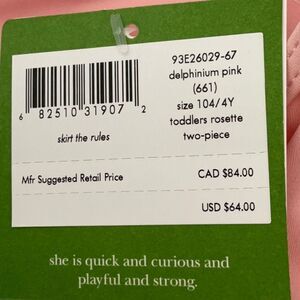 93E26029-67
delphinium pink
(661)
size 104/4Y
toddlers rosette
two-piece
6 82510 31907 2
skirt the rules
Mfr Suggested Retail Price CAD $84.00
USD $64.00
she is quick and curious and
playful and strong.